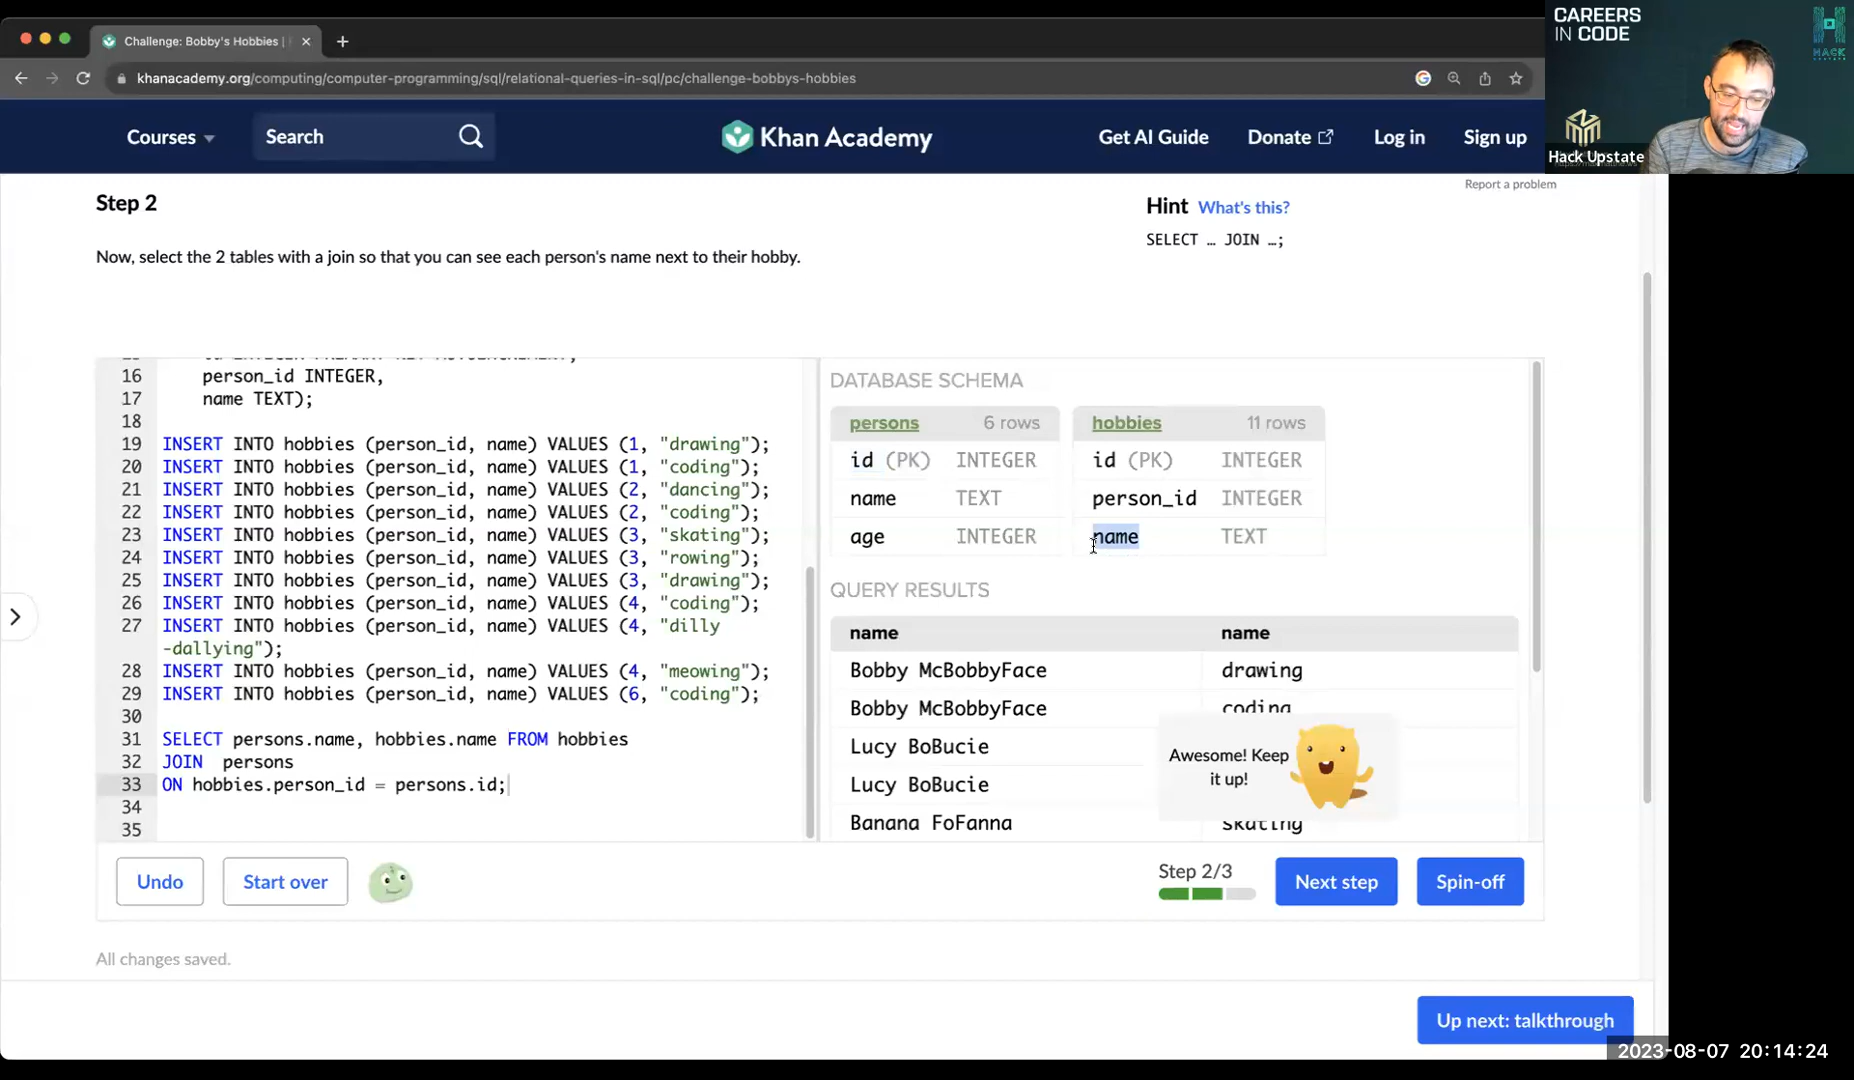 Challenge: Bobby's Hobbies |
khanacademy.org/computing/computer-programming/sql/relational-queries-in-sql/pc/challenge-bobbys-hobbies
CAREERS
IN CODE
HACK
UPSTATE
Hack Upstate
Courses
Search
Khan Academy
Get AI Guide
Donate
Log in
Sign up
Report a problem
Step 2
Hint What's this?
SELECT … JOIN …;
Now, select the 2 tables with a join so that you can see each person's name next to their hobby.
16 person_id INTEGER,
17 name TEXT);
18
19 INSERT INTO hobbies (person_id, name) VALUES (1, "drawing");
20 INSERT INTO hobbies (person_id, name) VALUES (1, "coding");
21 INSERT INTO hobbies (person_id, name) VALUES (2, "dancing");
22 INSERT INTO hobbies (person_id, name) VALUES (2, "coding");
23 INSERT INTO hobbies (person_id, name) VALUES (3, "skating");
24 INSERT INTO hobbies (person_id, name) VALUES (3, "rowing");
25 INSERT INTO hobbies (person_id, name) VALUES (3, "drawing");
26 INSERT INTO hobbies (person_id, name) VALUES (4, "coding");
27 INSERT INTO hobbies (person_id, name) VALUES (4, "dilly
-dallying");
28 INSERT INTO hobbies (person_id, name) VALUES (4, "meowing");
29 INSERT INTO hobbies (person_id, name) VALUES (6, "coding");
30
31 SELECT persons.name, hobbies.name FROM hobbies
32 JOIN persons
33 ON hobbies.person_id = persons.id;
34
35
DATABASE SCHEMA
persons 6 rows
id (PK) INTEGER
name TEXT
age INTEGER
hobbies 11 rows
id (PK) INTEGER
person_id INTEGER
name TEXT
QUERY RESULTS
name name
Bobby McBobbyFace drawing
Bobby McBobbyFace coding
Lucy BoBucie
Lucy BoBucie
Banana FoFanna skating
Awesome! Keep
it up!
Undo
Start over
Step 2/3
Next step
Spin-off
All changes saved.
Up next: talkthrough
2023-08-07 20:14:24